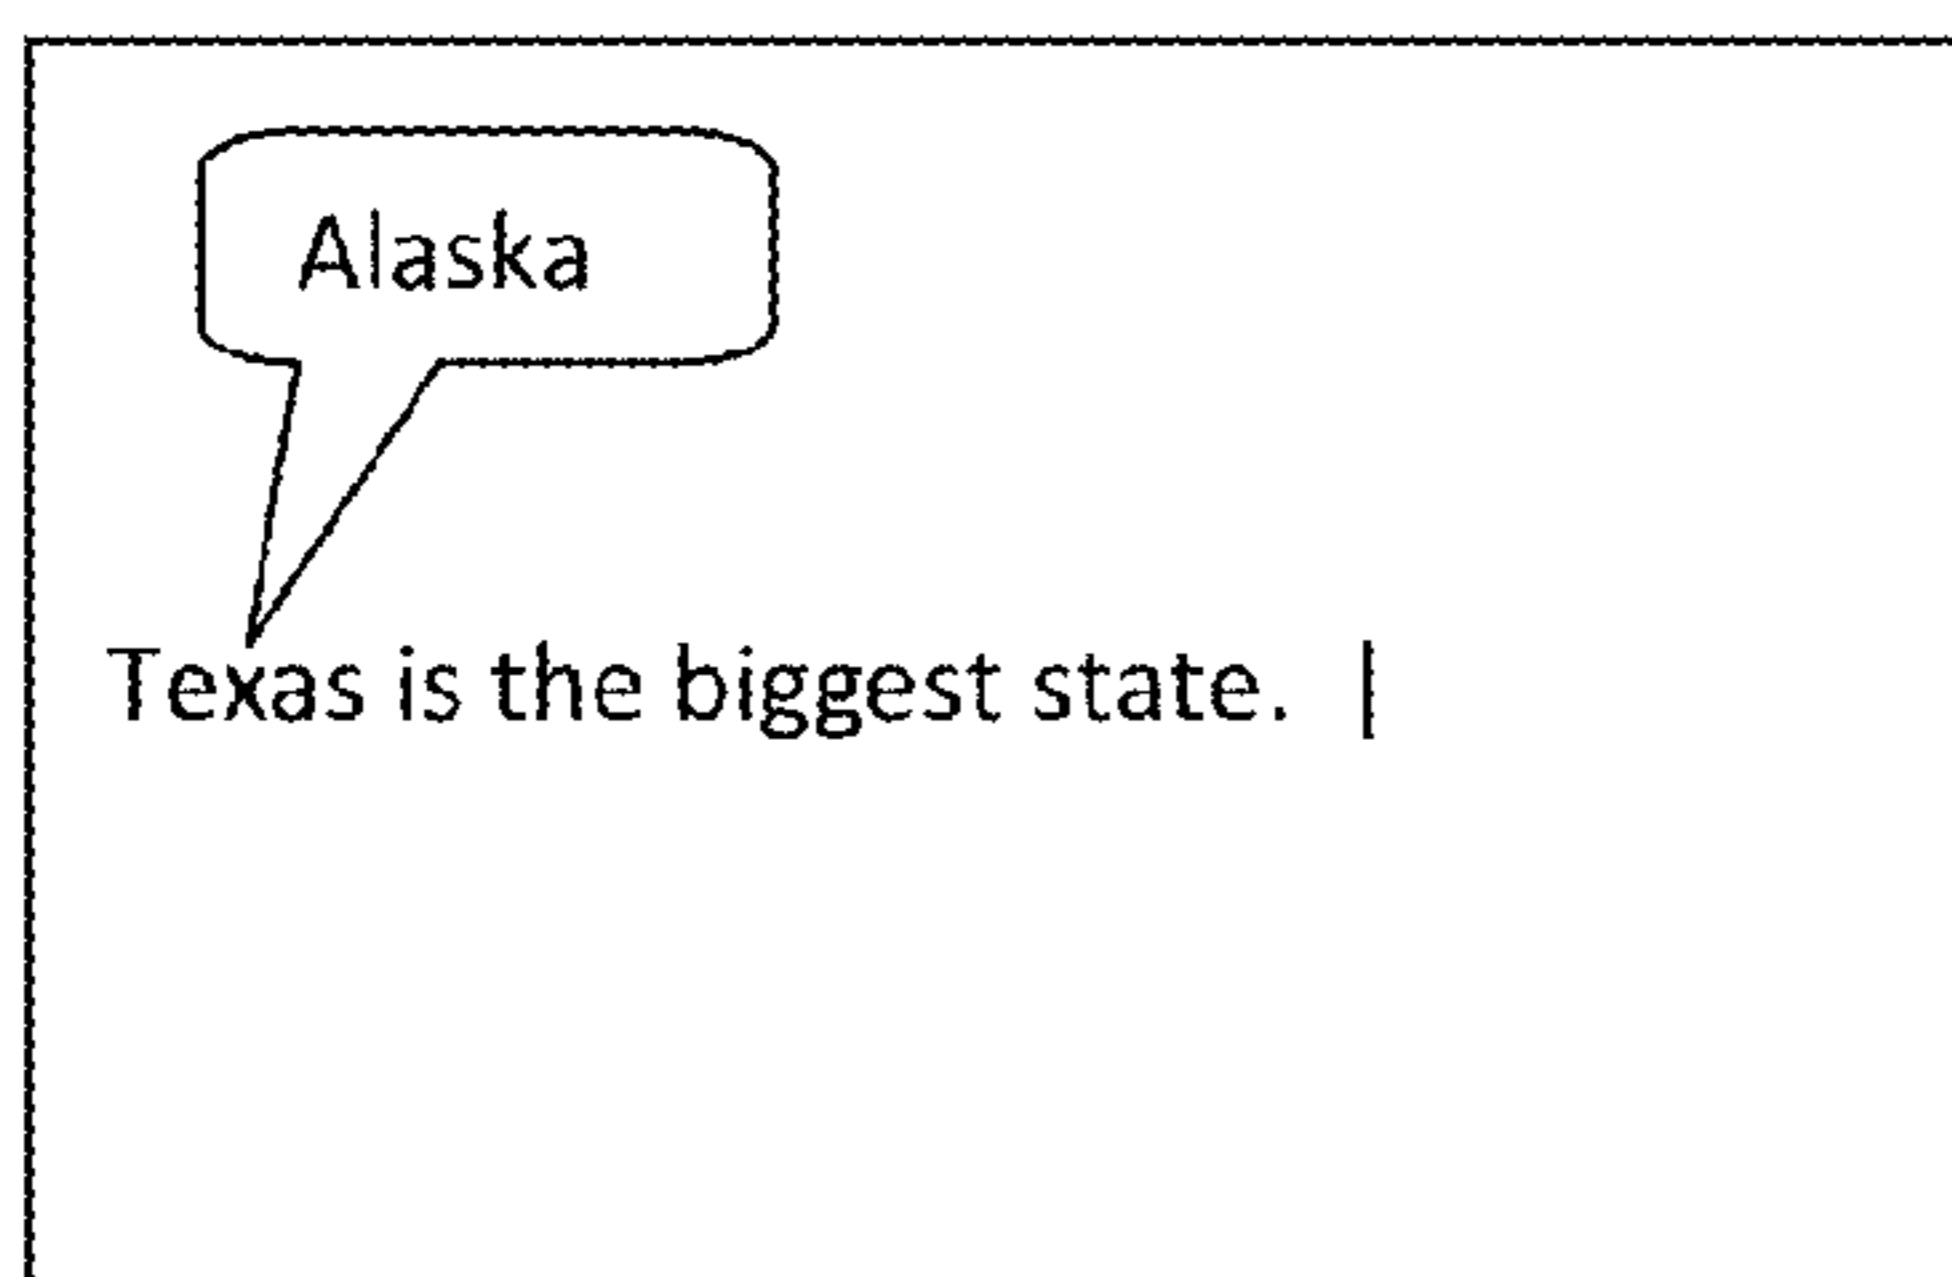 Alaska
Texas is the biggest state. |